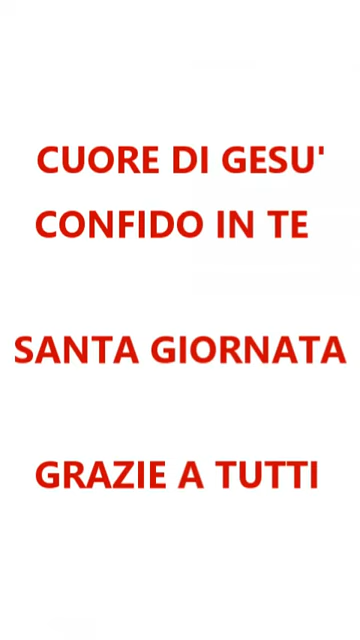 CUORE DI GESU'
CONFIDO IN TE
SANTA GIORNATA
GRAZIE A TUTTI